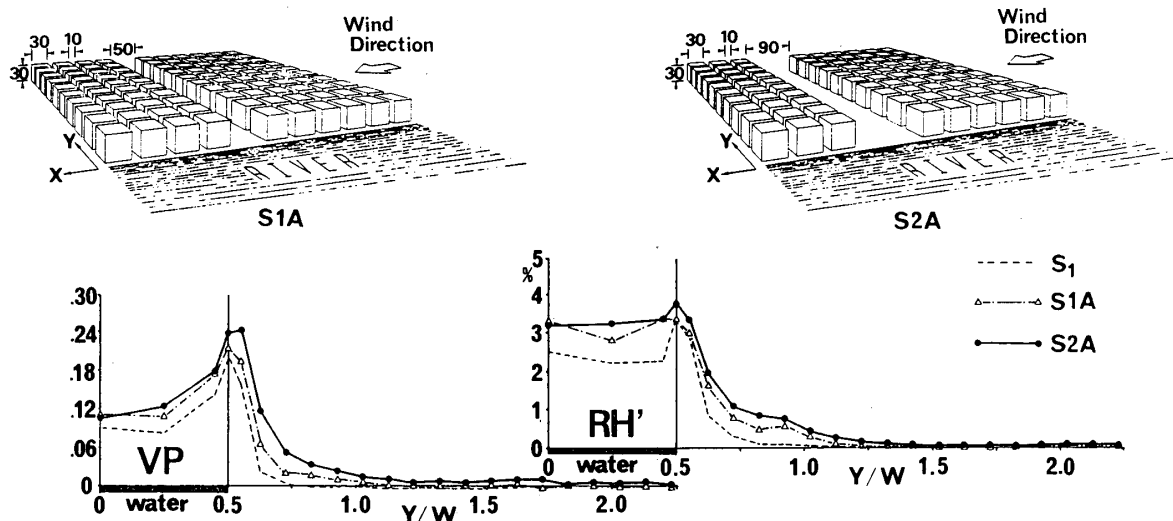 Wind
Direction
30 10 50
30
Y
X
RIVER
S1A
Wind
Direction
30 10 90
30
Y
X
RIVER
S2A
.30
.24
.18
.12
.06
0
VP
water
0 0.5 1.0 1.5 2.0
Y/W
%
5
4
3
2
1
0
RH'
water
0 0.5 1.0 1.5 2.0
Y/W
S1
S1A
S2A